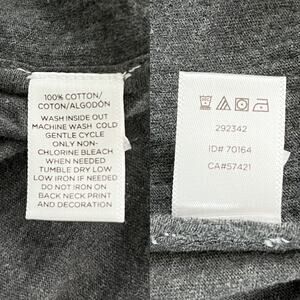 100% COTTON/
COTON/ALGODÓN
WASH INSIDE OUT
MACHINE WASH COLD
GENTLE CYCLE
ONLY NON-
CHLORINE BLEACH
WHEN NEEDED
TUMBLE DRY LOW
LOW IRON IF NEEDED
DO NOT IRON ON
BACK NECK PRINT
AND DECORATION
292342
ID# 70164
CA#57421